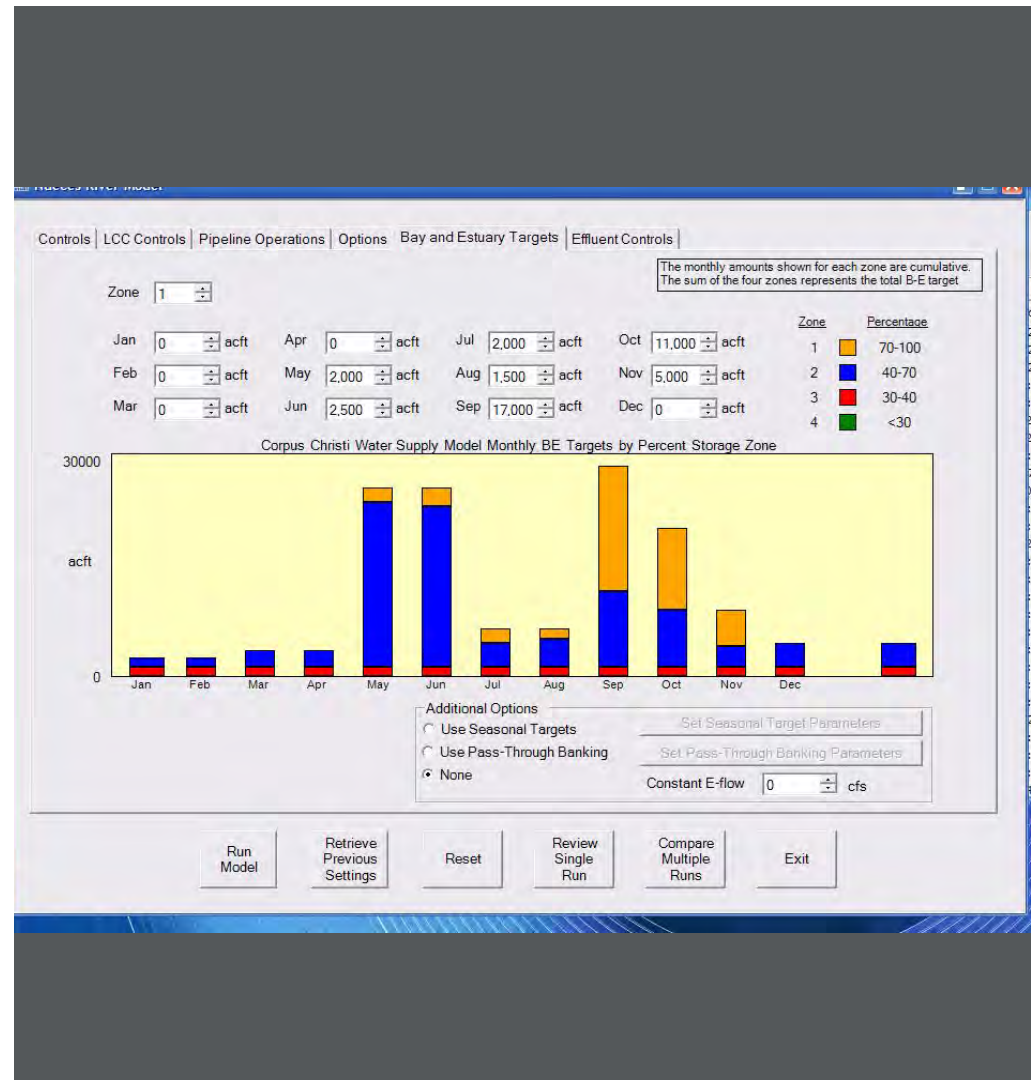 Nueces River Model
Controls LCC Controls Pipeline Operations Options Bay and Estuary Targets Effluent Controls
The monthly amounts shown for each zone are cumulative.
The sum of the four zones represents the total B-E target
Zone 1
Zone Percentage
1 70-100
2 40-70
3 30-40
4 <30
Jan 0 acft Apr 0 acft Jul 2,000 acft Oct 11,000 acft
Feb 0 acft May 2,000 acft Aug 1,500 acft Nov 5,000 acft
Mar 0 acft Jun 2,500 acft Sep 17,000 acft Dec 0 acft
Corpus Christi Water Supply Model Monthly BE Targets by Percent Storage Zone
30000
acft
0
Jan Feb Mar Apr May Jun Jul Aug Sep Oct Nov Dec
Additional Options
Use Seasonal Targets Set Seasonal Target Parameters
Use Pass-Through Banking Set Pass-Through Banking Parameters
None
Constant E-flow 0 cfs
Run
Model
Retrieve
Previous
Settings
Reset
Review
Single
Run
Compare
Multiple
Runs
Exit